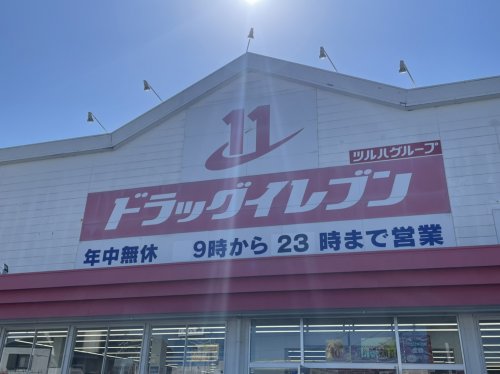 11
ツルハグループ
ドラッグイレブン
年中無休 9時から23時まで営業